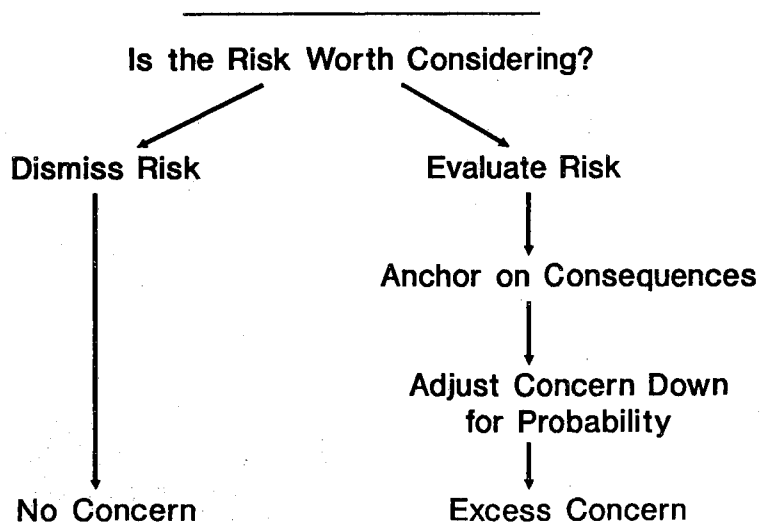 Is the Risk Worth Considering?
Dismiss Risk
Evaluate Risk
Anchor on Consequences
Adjust Concern Down
for Probability
No Concern
Excess Concern